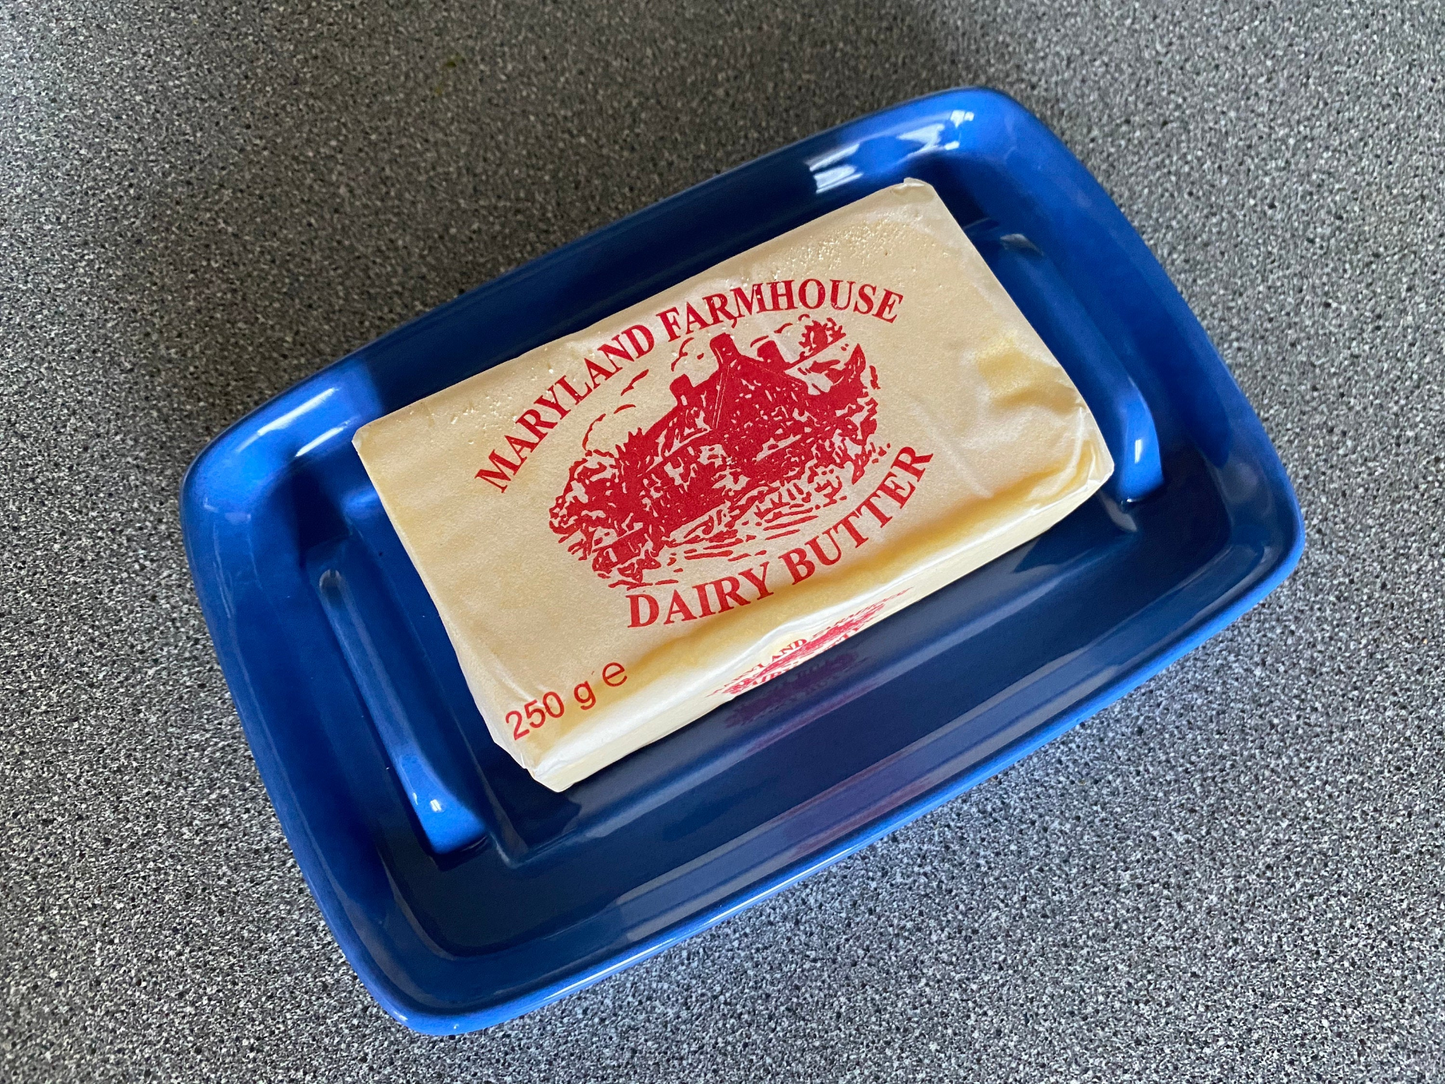 MARYLAND FARMHOUSE
DAIRY BUTTER
250 g ℮